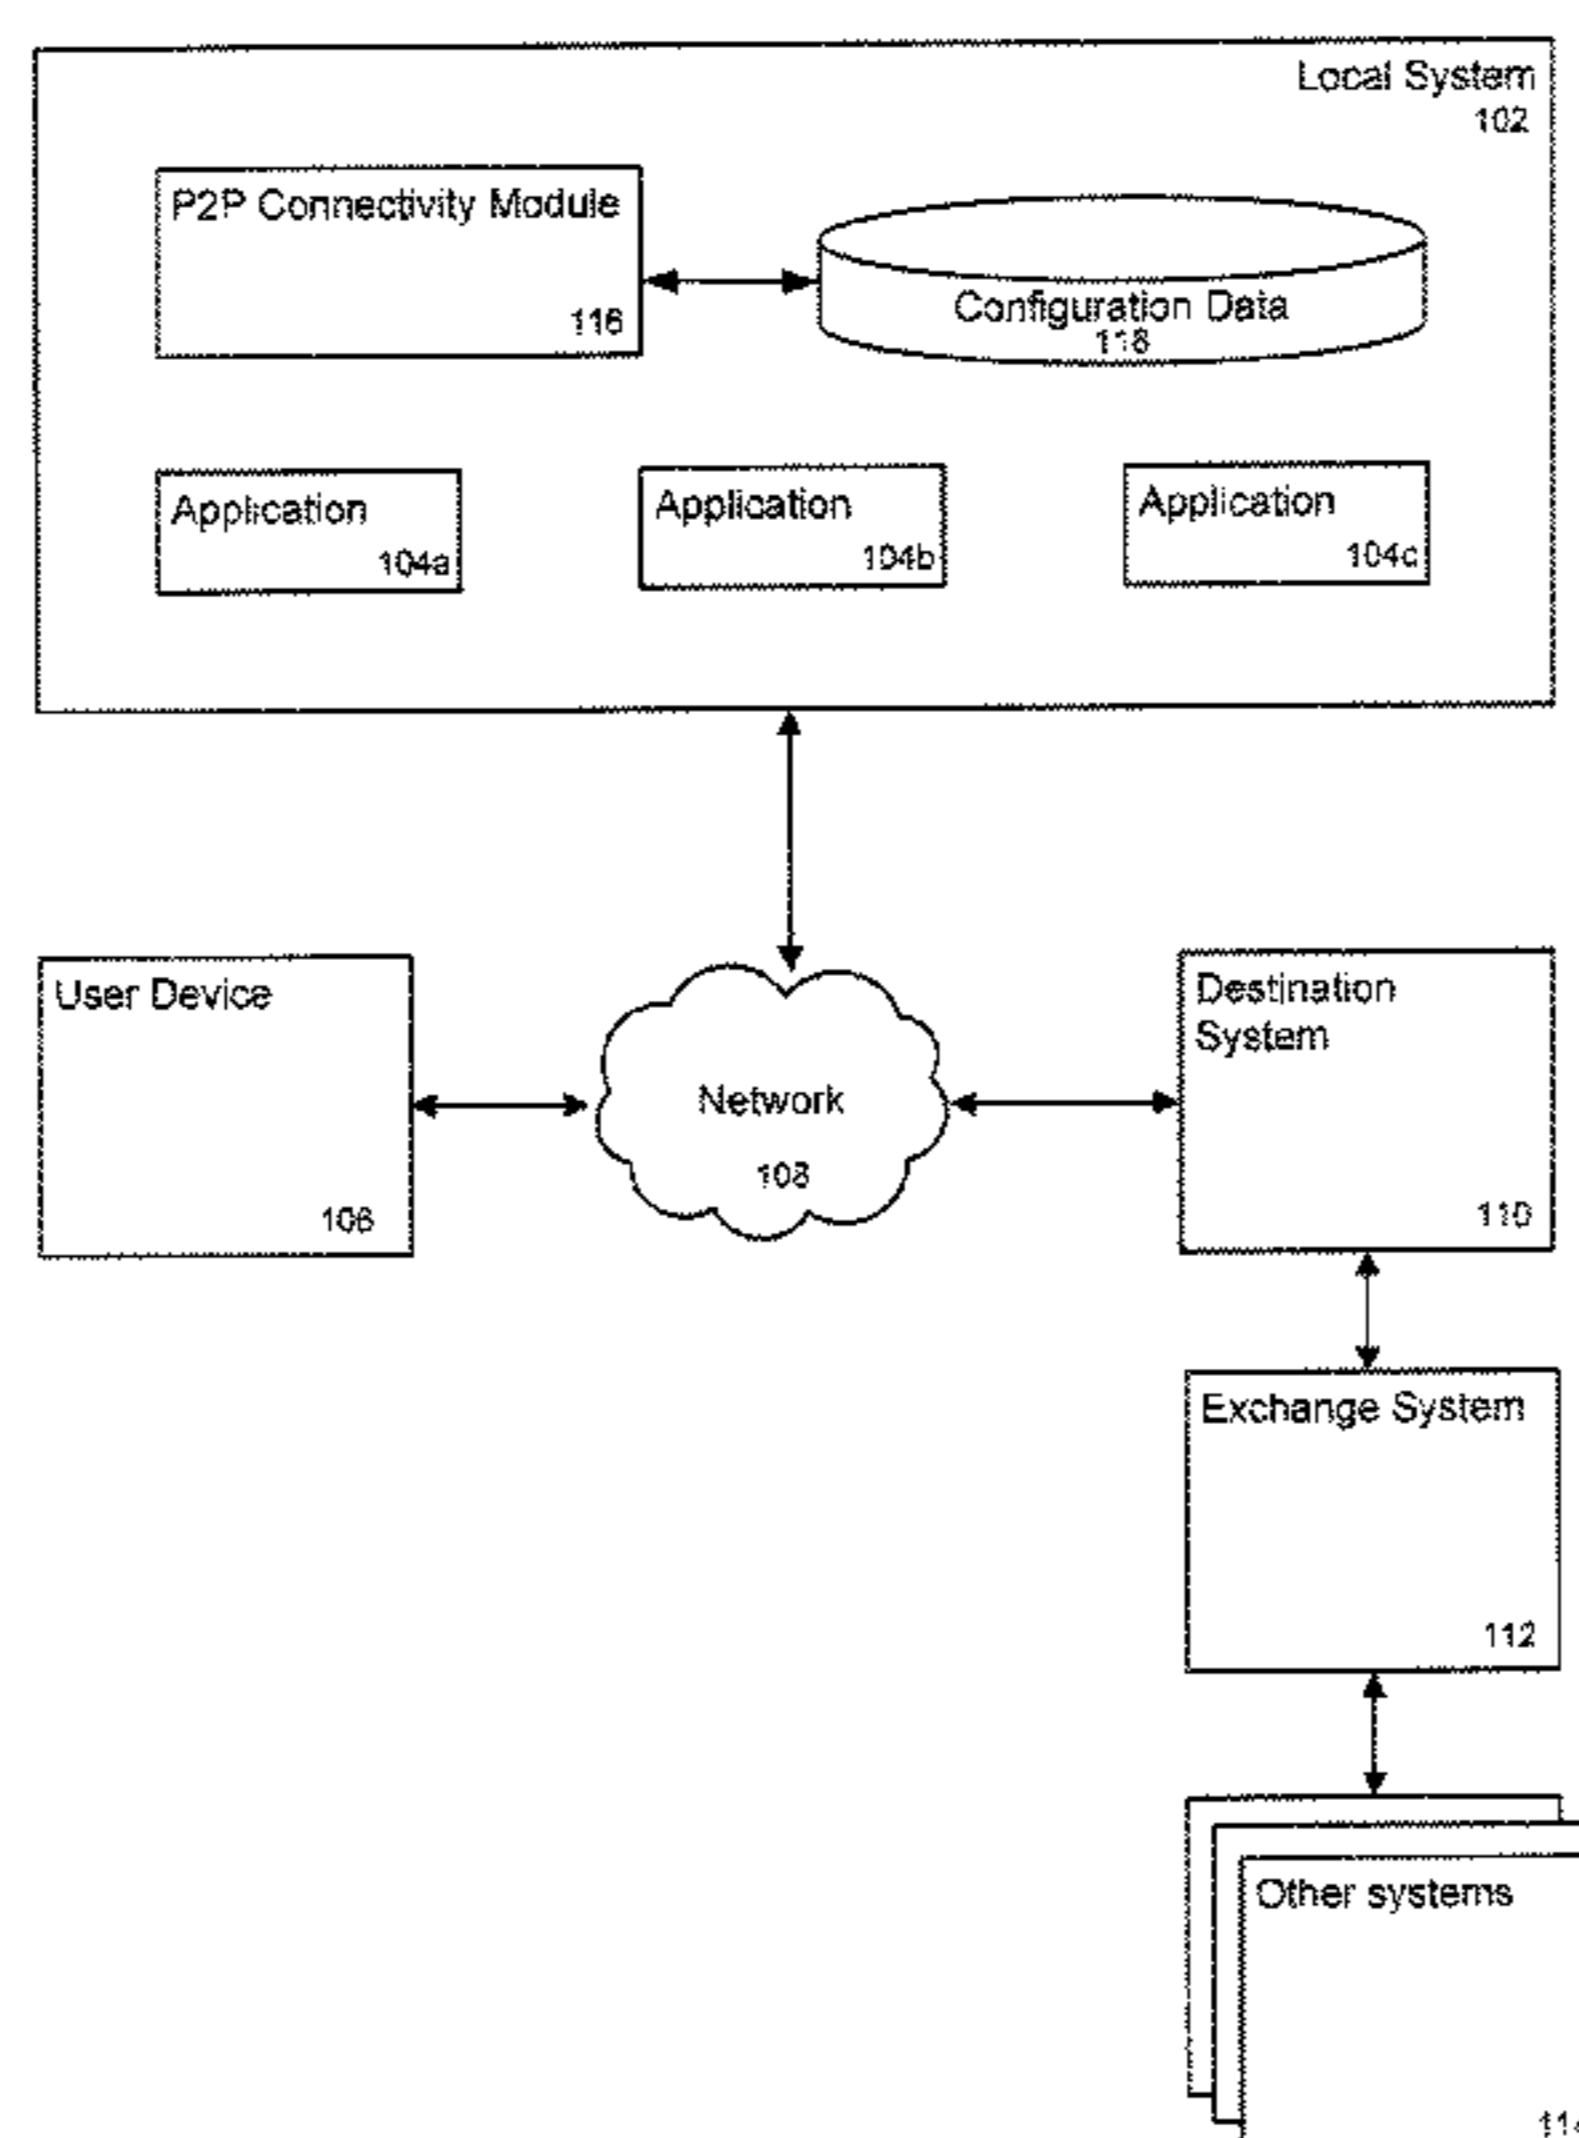 Local System
102
P2P Connectivity Module
116
Configuration Data
118
Application
104a
Application
104b
Application
104c
User Device
106
Network
108
Destination
System
110
Exchange System
112
Other systems